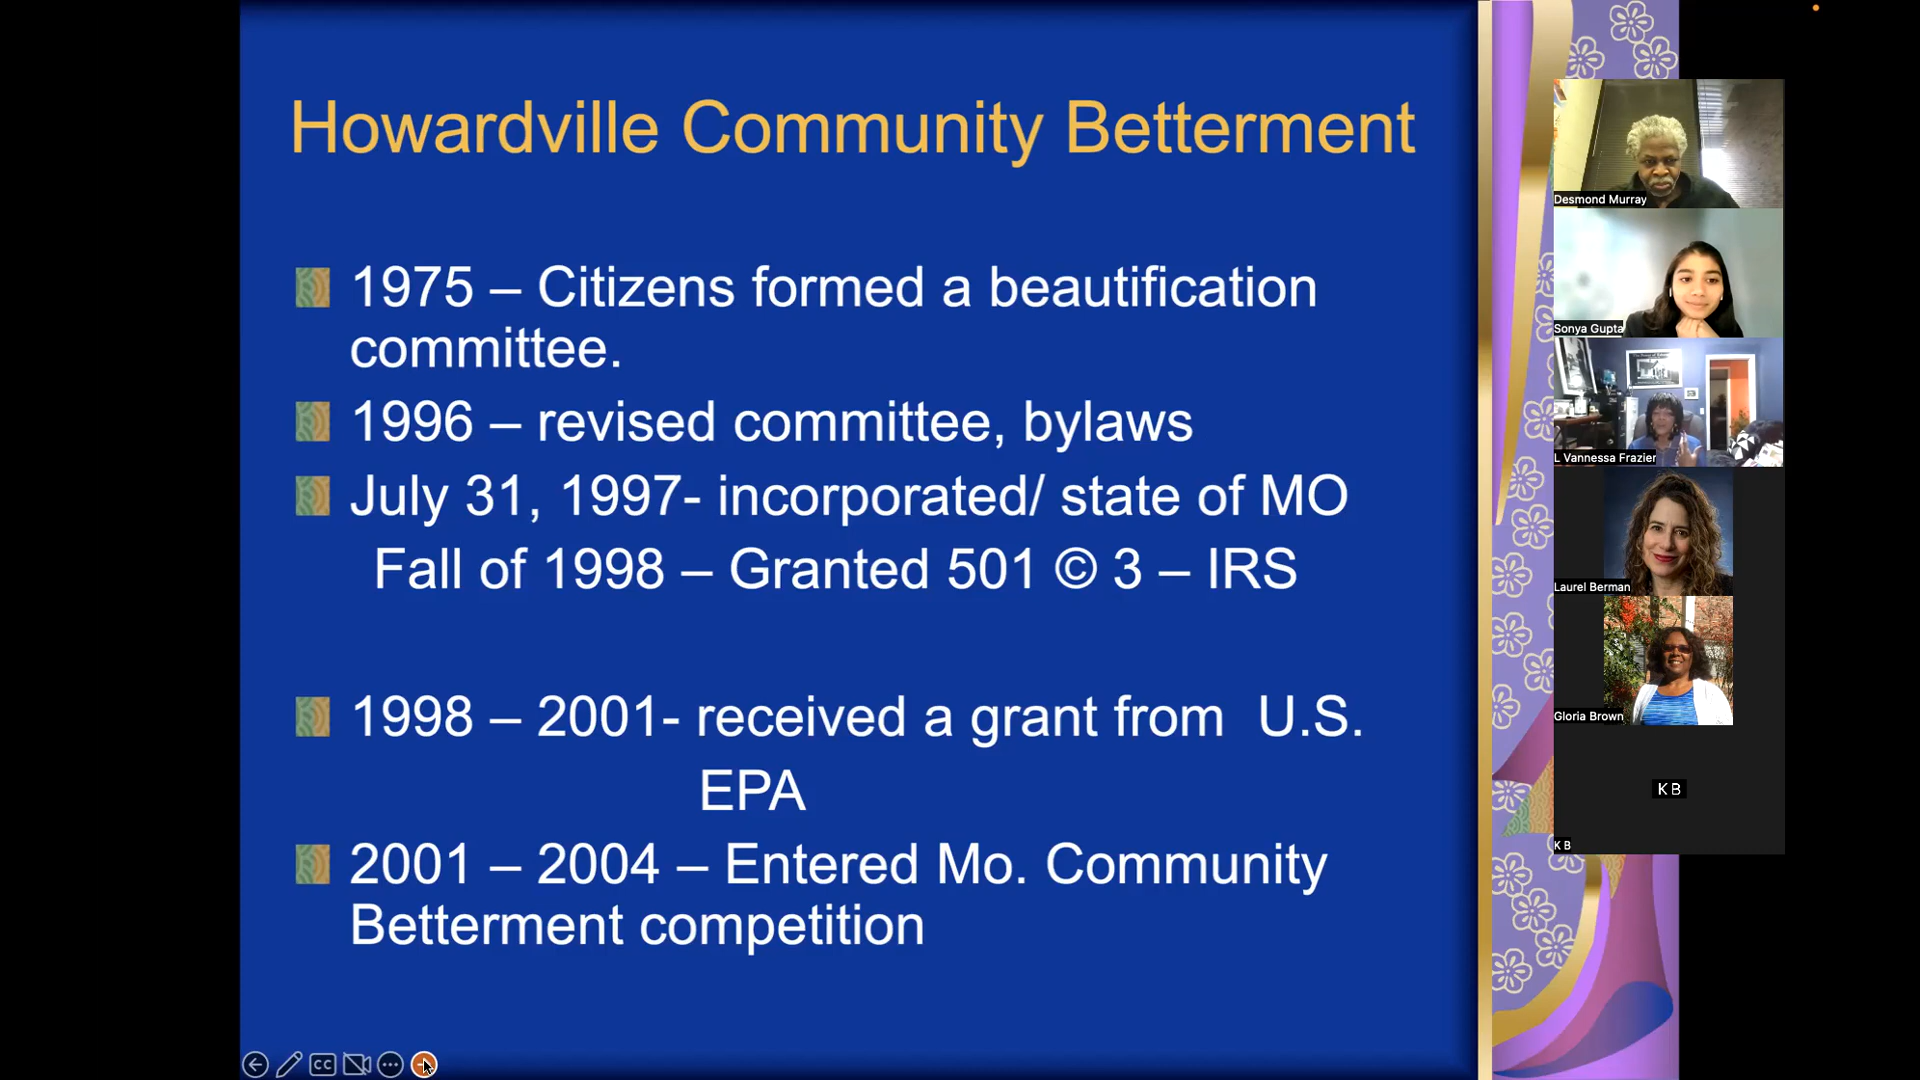 Howardville Community Betterment
1975 – Citizens formed a beautification
committee.
1996 – revised committee, bylaws
July 31, 1997- incorporated/ state of MO
Fall of 1998 – Granted 501 © 3 – IRS
1998 – 2001- received a grant from U.S.
EPA
2001 – 2004 – Entered Mo. Community
Betterment competition
Desmond Murray
Sonya Gupta
L Vannessa Frazier
Laurel Berman
Gloria Brown
K B
K B
CC